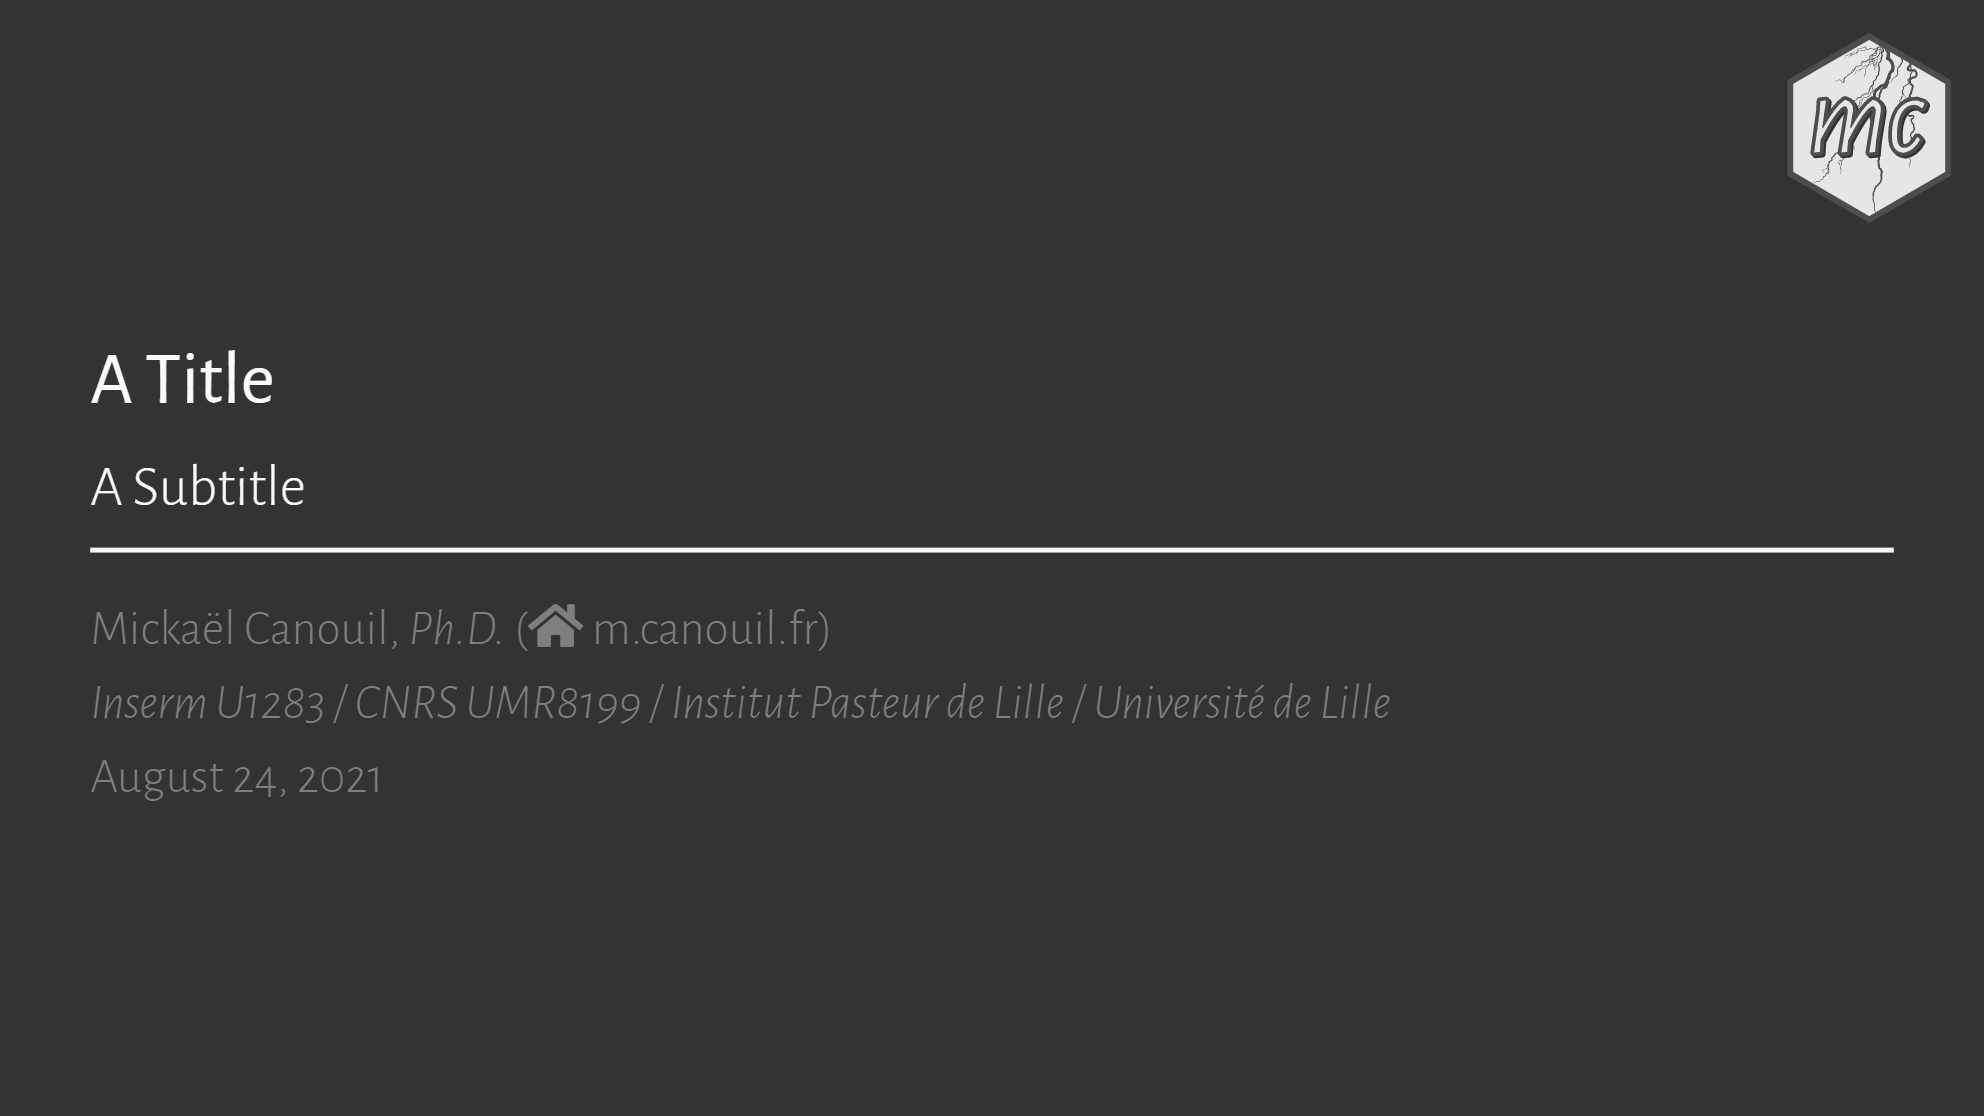 mc
A Title
A Subtitle
Mickaël Canouil, Ph.D. ( m.canouil.fr)
Inserm U1283 / CNRS UMR8199 / Institut Pasteur de Lille / Université de Lille
August 24, 2021